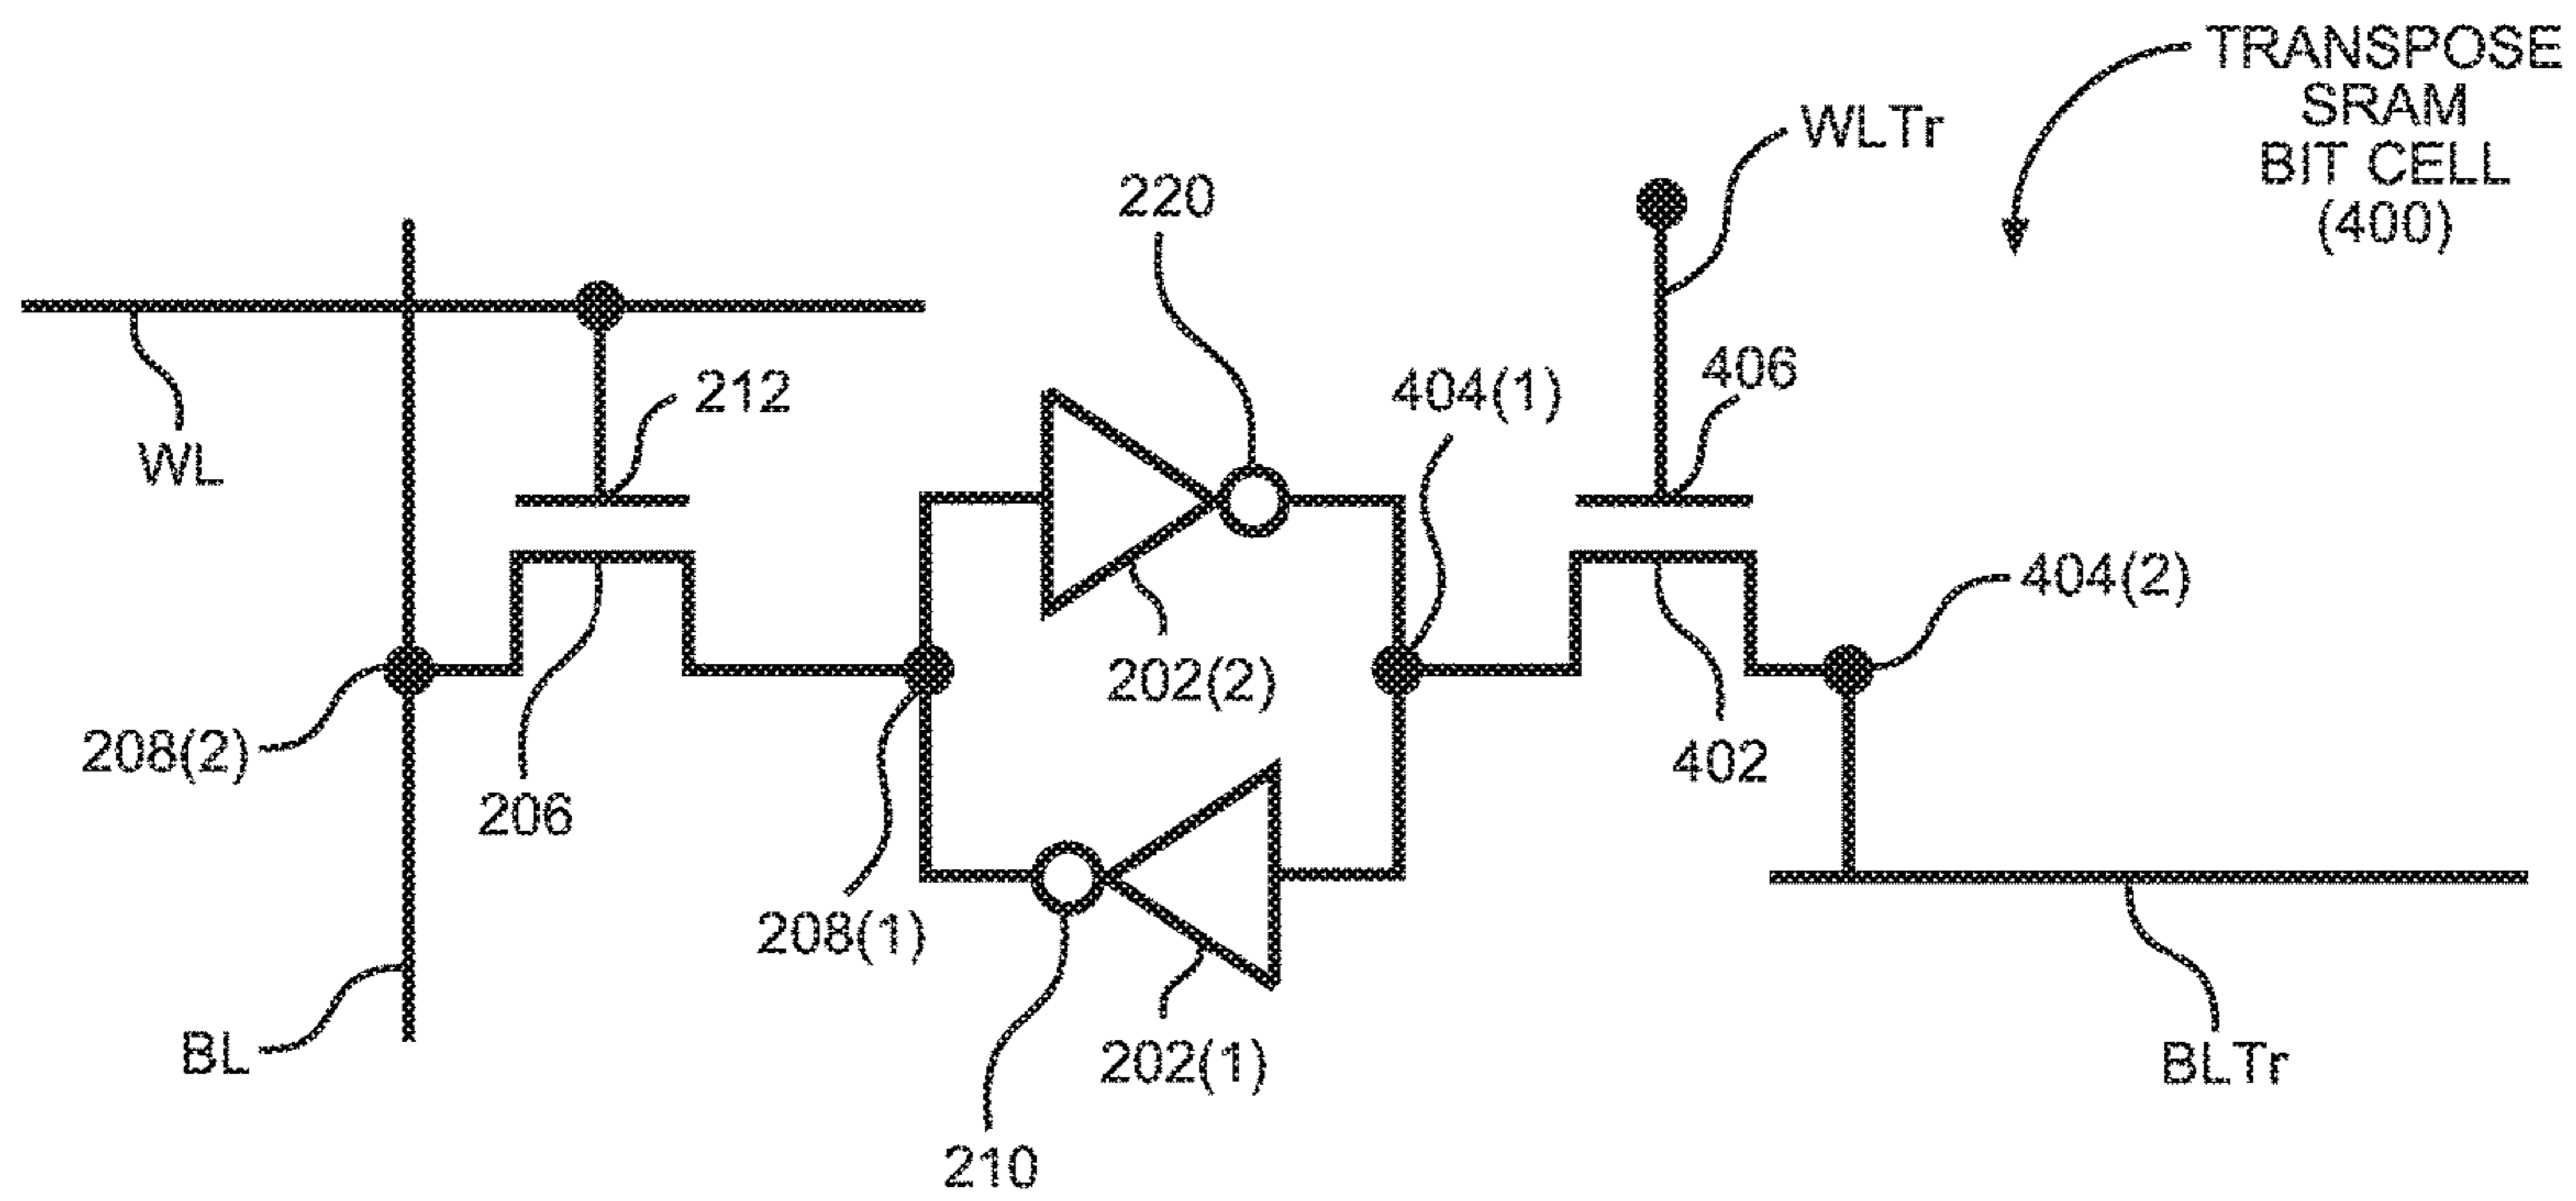 TRANSPOSE
SRAM
BIT CELL
(400)
WLTr
220
212
406
404(1)
WL
404(2)
202(2)
208(2)
402
206
208(1)
BL
202(1)
BLTr
210